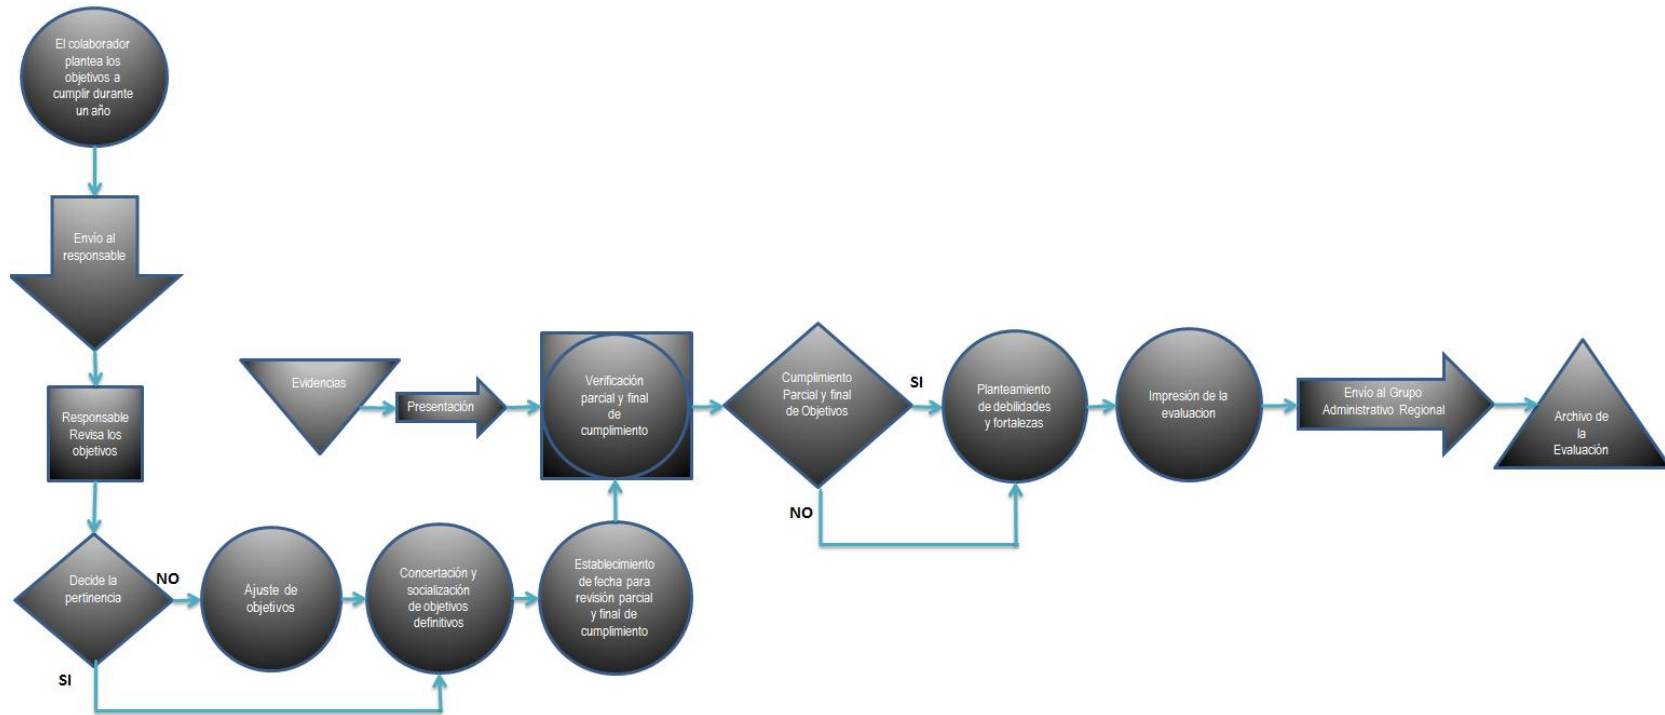 El colaborador
plantea los
objetivos a
cumplir durante
un año
Envío al
responsable
Responsable
Revisa los
objetivos
Decide la
pertinencia
NO
SI
Ajuste de
objetivos
Concertación y
socialización
de objetivos
definitivos
Establecimiento
de fecha para
revisión parcial
y final de
cumplimiento
Evidencias
Presentación
Verificación
parcial y final
de
cumplimiento
Cumplimiento
Parcial y final
de Objetivos
SI
NO
Planteamiento
de debilidades
y fortalezas
Impresión de la
evaluacion
Envío al Grupo
Administrativo Regional
Archivo de
la
Evaluación